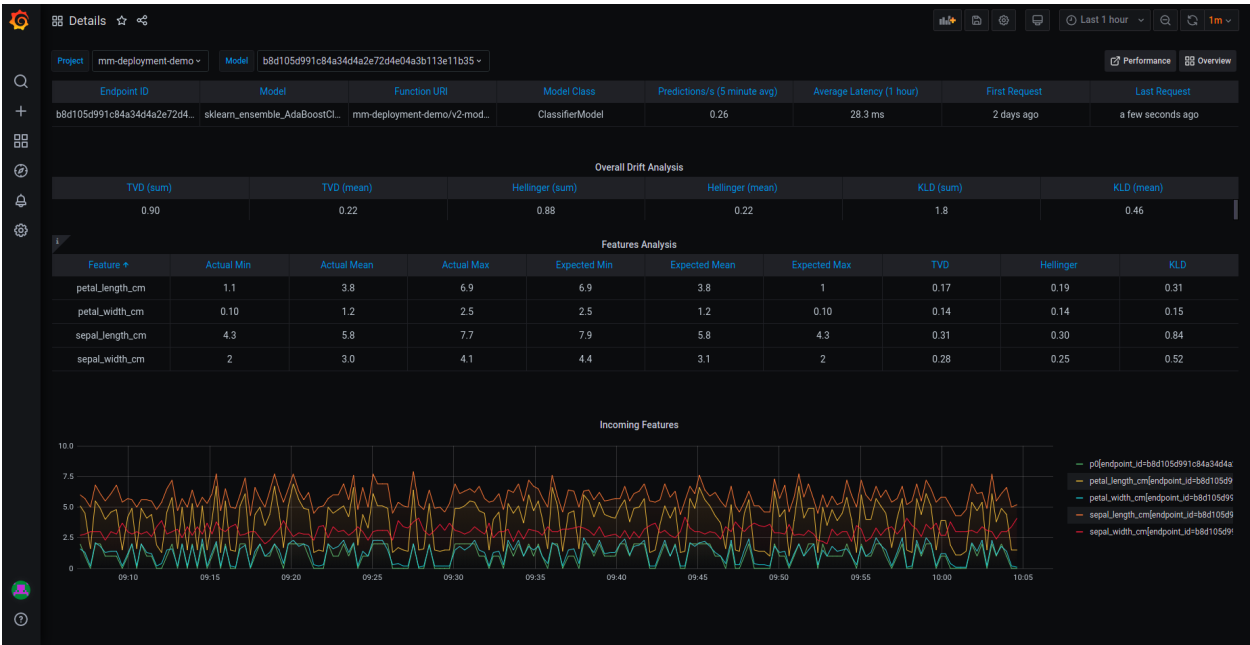 Details Last 1 hour 1m
Project mm-deployment-demo Model b8d105d991c84a34d4a2e72d4e04a3b113e11b35 Performance Overview
Endpoint ID Model Function URI Model Class Predictions/s (5 minute avg) Average Latency (1 hour) First Request Last Request
b8d105d991c84a34d4a2e72d4... sklearn_ensemble_AdaBoostCl... mm-deployment-demo/v2-mod... ClassifierModel 0.26 28.3 ms 2 days ago a few seconds ago
Overall Drift Analysis
TVD (sum) TVD (mean) Hellinger (sum) Hellinger (mean) KLD (sum) KLD (mean)
0.90 0.22 0.88 0.22 1.8 0.46
i
Features Analysis
Feature Actual Min Actual Mean Actual Max Expected Min Expected Mean Expected Max TVD Hellinger KLD
petal_length_cm 1.1 3.8 6.9 6.9 3.8 1 0.17 0.19 0.31
petal_width_cm 0.10 1.2 2.5 2.5 1.2 0.10 0.14 0.14 0.15
sepal_length_cm 4.3 5.8 7.7 7.9 5.8 4.3 0.31 0.30 0.84
sepal_width_cm 2 3.0 4.1 4.4 3.1 2 0.28 0.25 0.52
Incoming Features
10.0
7.5
5.0
2.5
0
09:10 09:15 09:20 09:25 09:30 09:35 09:40 09:45 09:50 09:55 10:00 10:05
p0[endpoint_id=b8d105d991c84a34d4a
petal_length_cm[endpoint_id=b8d105d9
petal_width_cm[endpoint_id=b8d105d99
sepal_length_cm[endpoint_id=b8d105d9
sepal_width_cm[endpoint_id=b8d105d99